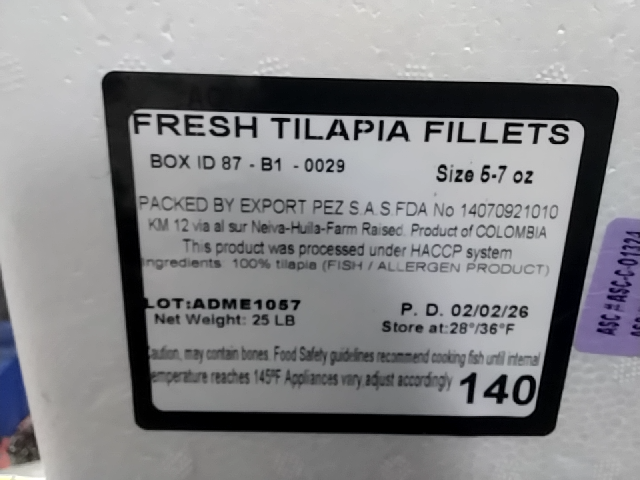 FRESH TILAPIA FILLETS
BOX ID 87 - B1 - 0029 Size 5-7 oz
PACKED BY EXPORT PEZ S.A.S.FDA No 14070921010
KM 12 via al sur Neiva-Huila-Farm Raised. Product of COLOMBIA
This product was processed under HACCP system
Ingredients 100% tilapia (FISH / ALLERGEN PRODUCT)
LOT:ADME1057 P. D. 02/02/26
Net Weight: 25 LB Store at:28°/36°F
Caution, may contain bones. Food Safety guidelines recommend cooking fish until internal
temperature reaches 145ºF Appliances vary, adjust accordingly 140
ASC # ASC-C-01324